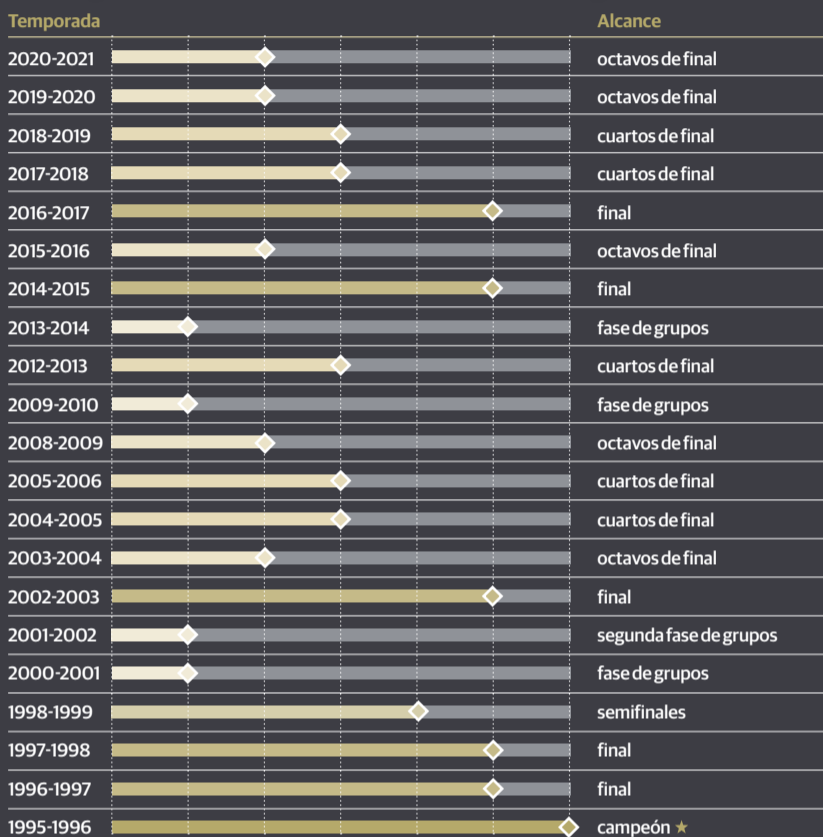 Temporada Alcance
2020-2021 octavos de final
2019-2020 octavos de final
2018-2019 cuartos de final
2017-2018 cuartos de final
2016-2017 final
2015-2016 octavos de final
2014-2015 final
2013-2014 fase de grupos
2012-2013 cuartos de final
2009-2010 fase de grupos
2008-2009 octavos de final
2005-2006 cuartos de final
2004-2005 cuartos de final
2003-2004 octavos de final
2002-2003 final
2001-2002 segunda fase de grupos
2000-2001 fase de grupos
1998-1999 semifinales
1997-1998 final
1996-1997 final
1995-1996 campeón ★